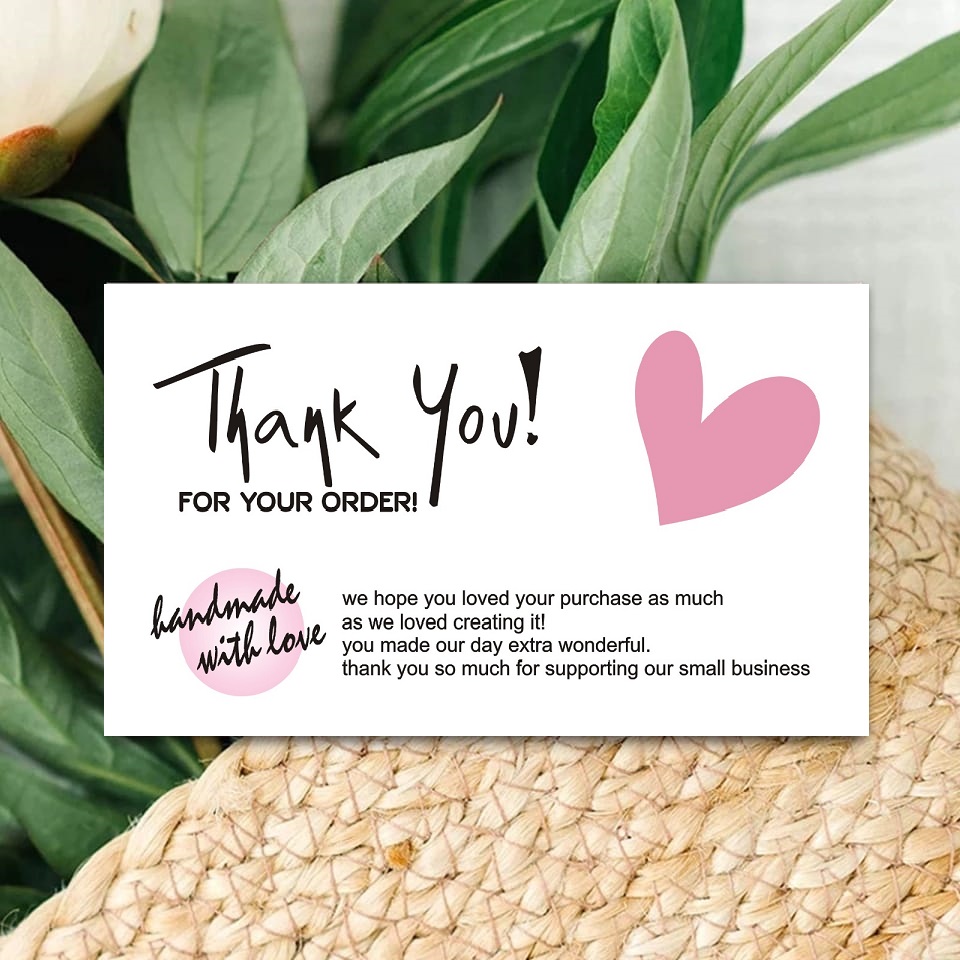 Thank You!
FOR YOUR ORDER!
handmade
with love
we hope you loved your purchase as much
as we loved creating it!
you made our day extra wonderful.
thank you so much for supporting our small business